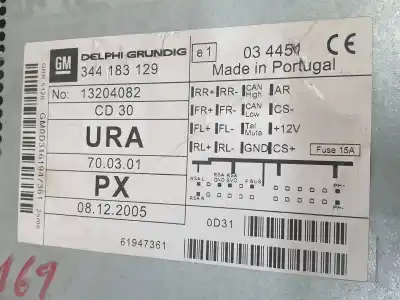 GM DELPHI GRUNDIG
344 183 129
e1 03 4451 CE
Made in Portugal
No: 13204082
CD 30
URA
70.03.01
PX
08.12.2005
RR+ RR- CAN High AR
FR+ FR- CAN Low CS-
FL+ FL- Tel Mute +12V
RL+ RL- GND CS+
Fuse 15A
0D31
61947361
169